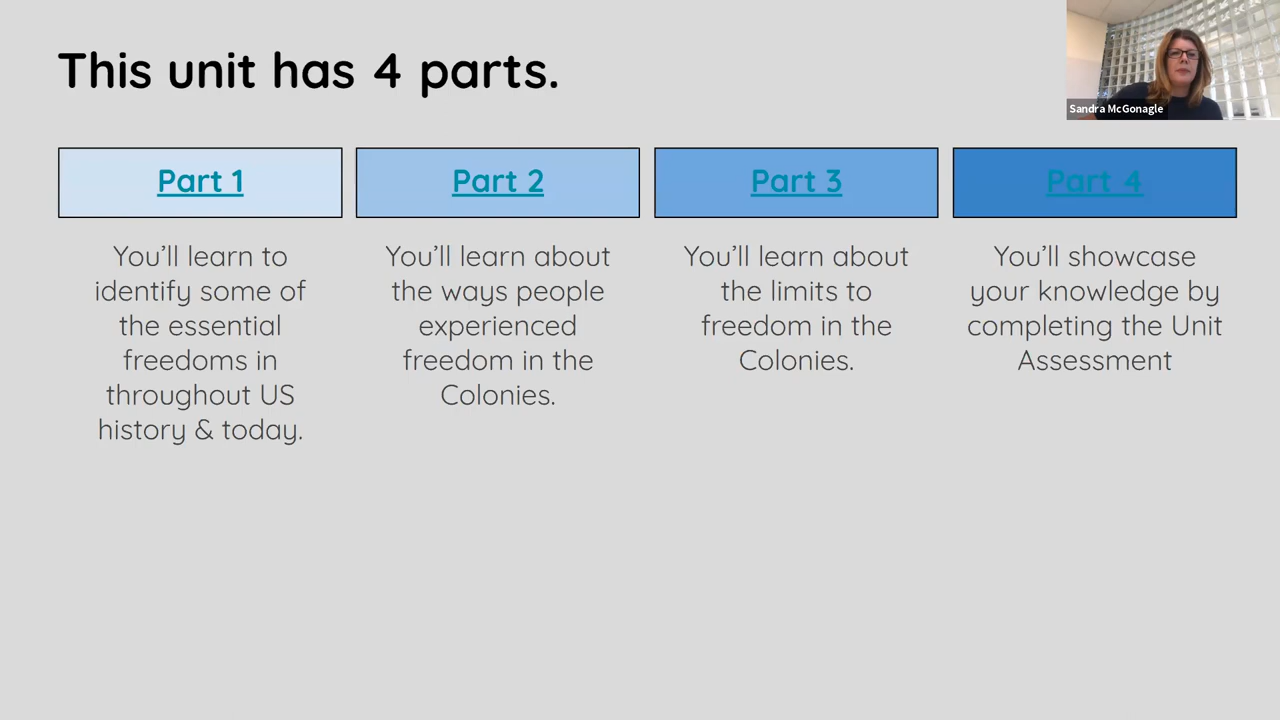 This unit has 4 parts.
Sandra McGonagle
Part 1
You’ll learn to
identify some of
the essential
freedoms in
throughout US
history & today.
Part 2
You’ll learn about
the ways people
experienced
freedom in the
Colonies.
Part 3
You’ll learn about
the limits to
freedom in the
Colonies.
Part 4
You’ll showcase
your knowledge by
completing the Unit
Assessment